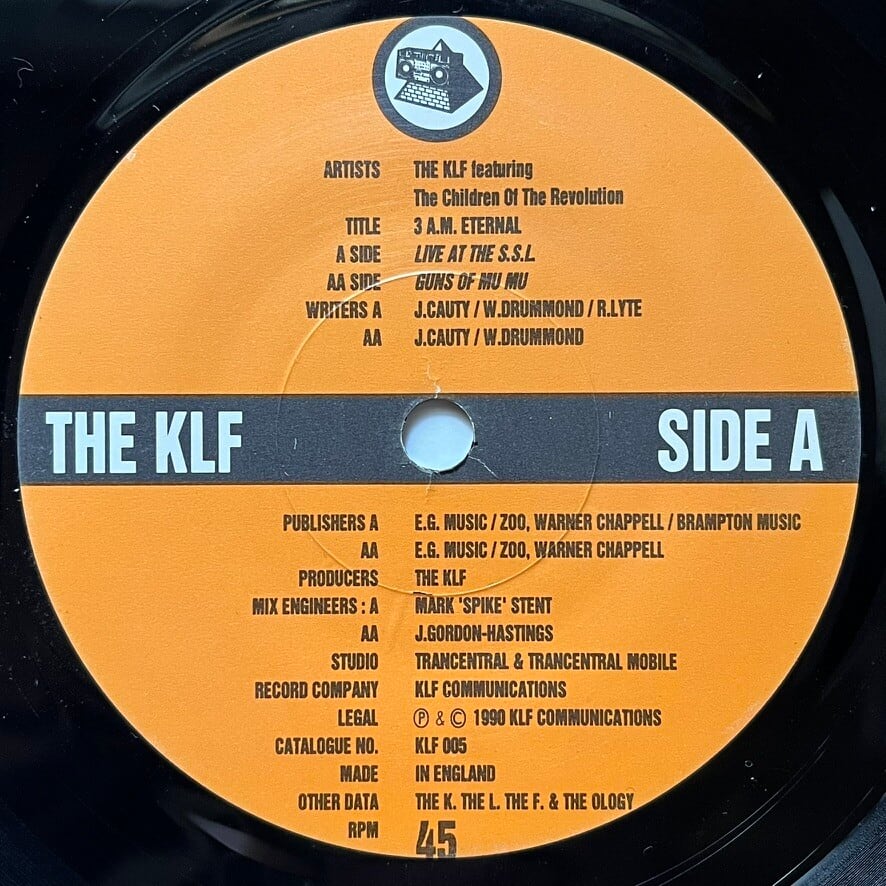 ARTISTS THE KLF featuring
The Children Of The Revolution
TITLE 3 A.M. ETERNAL
A SIDE LIVE AT THE S.S.L.
AA SIDE GUNS OF MU MU
WRITERS A J.CAUTY / W.DRUMMOND / R.LYTE
AA J.CAUTY / W.DRUMMOND
THE KLF SIDE A
PUBLISHERS A E.G. MUSIC / ZOO, WARNER CHAPPELL / BRAMPTON MUSIC
AA E.G. MUSIC / ZOO, WARNER CHAPPELL
PRODUCERS THE KLF
MIX ENGINEERS : A MARK 'SPIKE' STENT
AA J.GORDON-HASTINGS
STUDIO TRANCENTRAL & TRANCENTRAL MOBILE
RECORD COMPANY KLF COMMUNICATIONS
LEGAL Ⓟ & © 1990 KLF COMMUNICATIONS
CATALOGUE NO. KLF 005
MADE IN ENGLAND
OTHER DATA THE K. THE L. THE F. & THE OLOGY
RPM 45